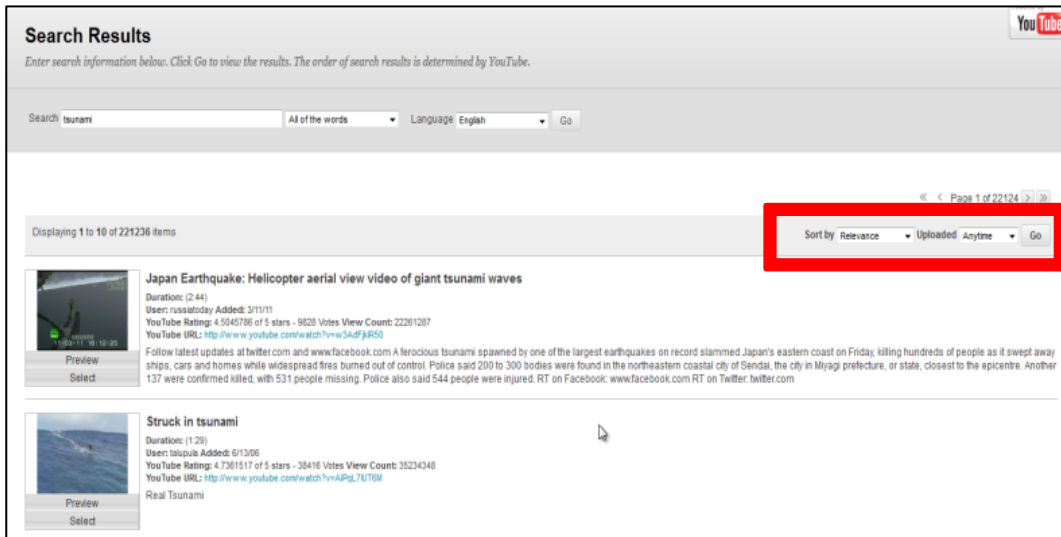 You Tube
Search Results
Enter search information below. Click Go to view the results. The order of search results is determined by YouTube.
Search tsunami All of the words Language English Go
« < Page 1 of 22124 > »
Displaying 1 to 10 of 221236 items Sort by Relevance Uploaded Anytime Go
Japan Earthquake: Helicopter aerial view video of giant tsunami waves
Duration: (2:44)
User: russiatoday Added: 3/11/11
YouTube Rating: 4.5045786 of 5 stars - 9828 Votes View Count: 22261287
YouTube URL: http://www.youtube.com/watch?v=w3AdFjklR50
Follow latest updates at twitter.com and www.facebook.com A ferocious tsunami spawned by one of the largest earthquakes on record slammed Japan's eastern coast on Friday, killing hundreds of people as it swept away
ships, cars and homes while widespread fires burned out of control. Police said 200 to 300 bodies were found in the northeastern coastal city of Sendai, the city in Miyagi prefecture, or state, closest to the epicentre. Another
137 were confirmed killed, with 531 people missing. Police also said 544 people were injured. RT on Facebook: www.facebook.com RT on Twitter: twitter.com
Preview
Select
Struck in tsunami
Duration: (1:29)
User: talupula Added: 6/13/06
YouTube Rating: 4.7361517 of 5 stars - 38416 Votes View Count: 35234348
YouTube URL: http://www.youtube.com/watch?v=AlPqL7IUT6M
Real Tsunami
Preview
Select